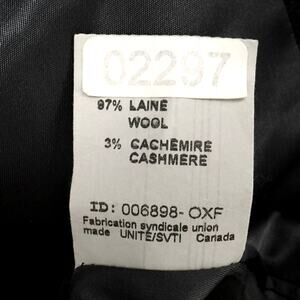 02297
97% LAINE
WOOL
3% CACHEMIRE
CASHMERE
ID: 006898-OXF
Fabrication syndicale union
made UNITE/SVTI Canada